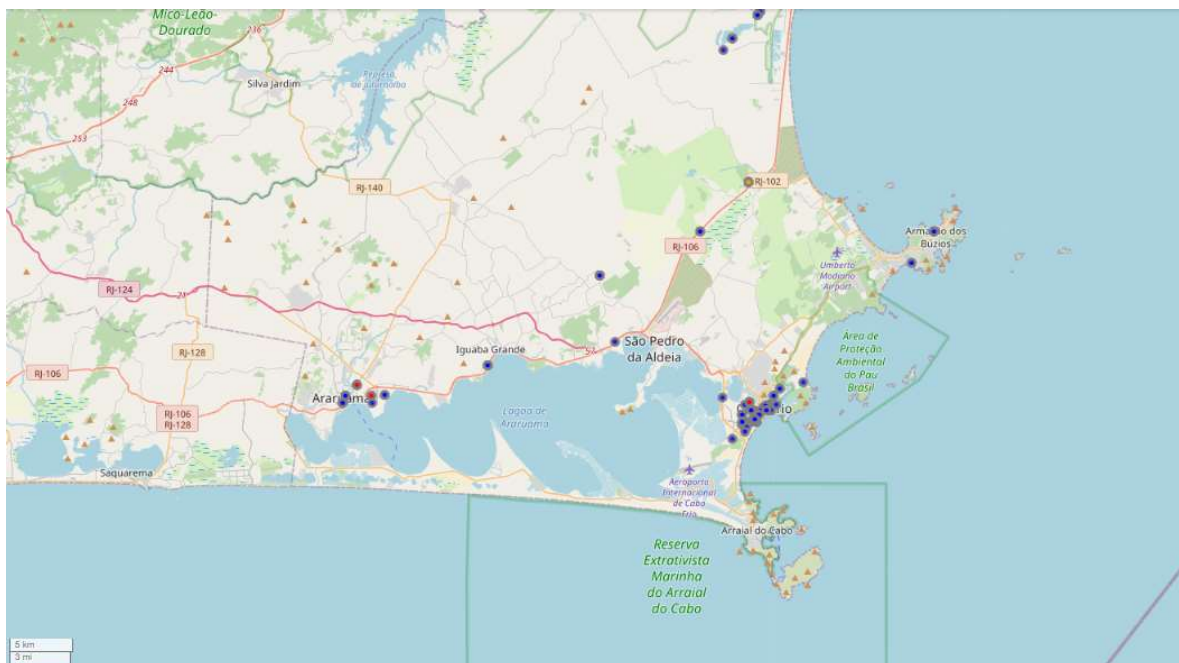 Mico-Leão-
Dourado
236
244
248
253
Silva Jardim
Represa
de Juturnaíba
RJ-140
RJ-102
RJ-106
Armação dos
Búzios
Umberto
Modiano
Airport
RJ-124
21
RJ-128
57
Iguaba Grande
São Pedro
da Aldeia
Área de
Proteção
Ambiental
do Pau
Brasil
RJ-106
Araruama
RJ-106
RJ-128
Lagoa de
Araruama
Saquarema
Aeroporto
Internacional
de Cabo
Frio
Arraial do Cabo
Reserva
Extrativista
Marinha
do Arraial
do Cabo
5 km
3 mi